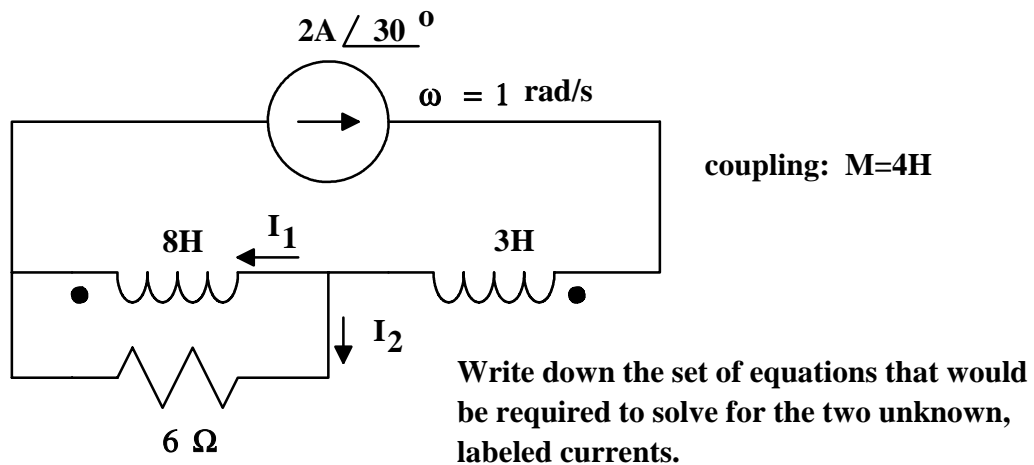 2A / 30 o
ω = 1 rad/s
coupling: M=4H
8H
I1
3H
I2
6 Ω
Write down the set of equations that would
be required to solve for the two unknown,
labeled currents.